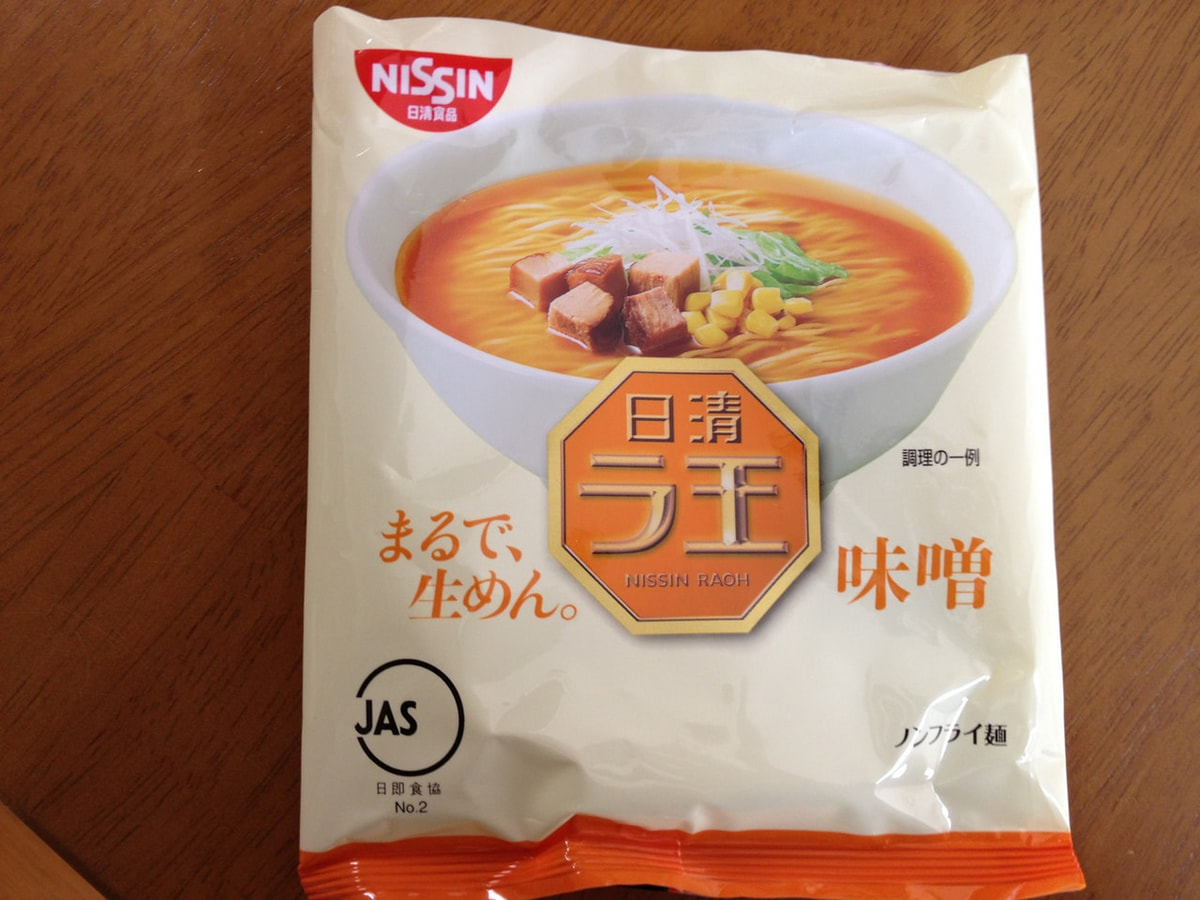 NISSIN
日清食品
日清
ラ王
NISSIN RAOH
調理の一例
まるで、
生めん。
味噌
JAS
日即食協
No.2
ノンフライ麺